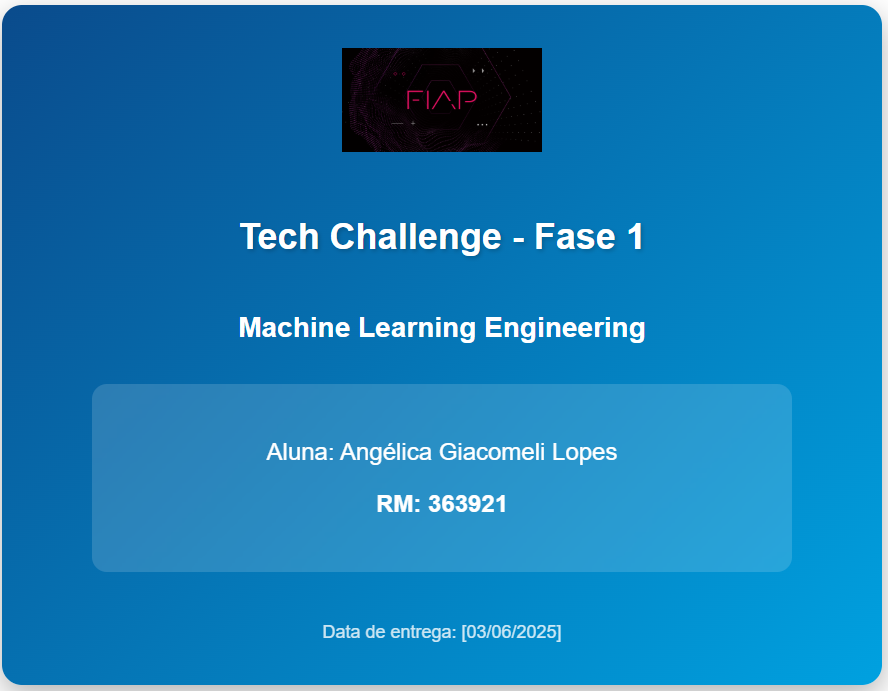 FIAP
Tech Challenge - Fase 1
Machine Learning Engineering
Aluna: Angélica Giacomeli Lopes
RM: 363921
Data de entrega: [03/06/2025]